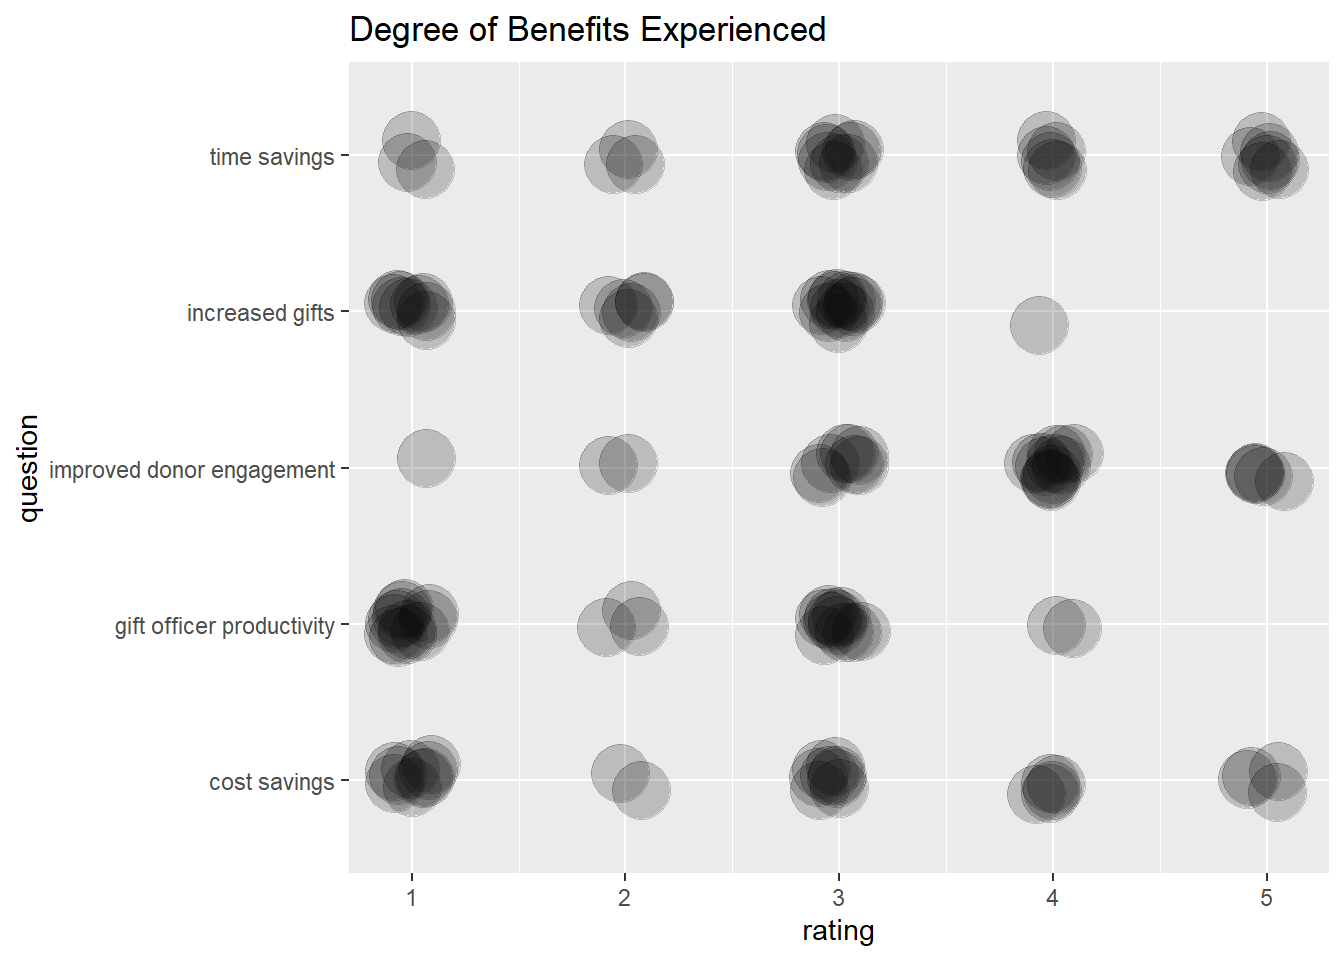 Degree of Benefits Experienced
time savings
increased gifts
improved donor engagement
gift officer productivity
cost savings
question
1 2 3 4 5
rating